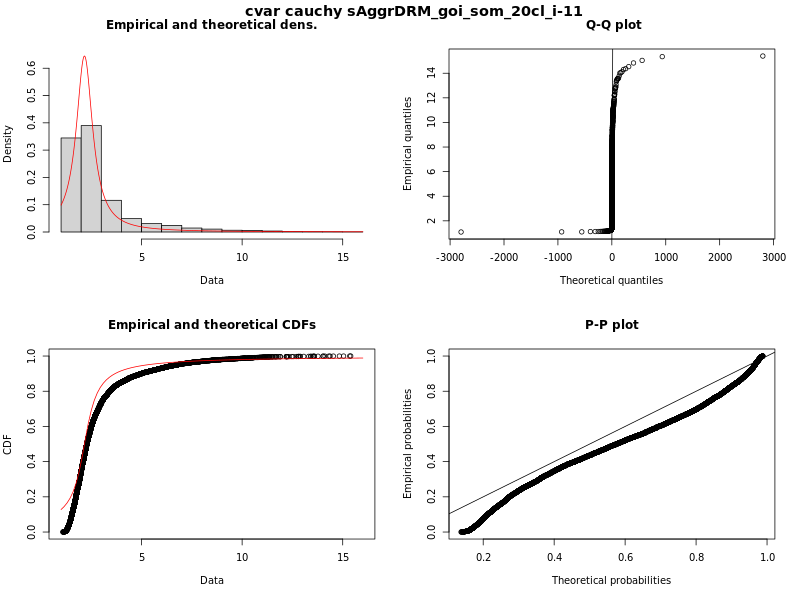 cvar cauchy sAggrDRM_goi_som_20cl_i-11
Empirical and theoretical dens.
Density
0.0 0.1 0.2 0.3 0.4 0.5 0.6
5 10 15
Data
Q-Q plot
Empirical quantiles
2 4 6 8 10 12 14
-3000 -2000 -1000 0 1000 2000 3000
Theoretical quantiles
Empirical and theoretical CDFs
CDF
0.0 0.2 0.4 0.6 0.8 1.0
5 10 15
Data
P-P plot
Empirical probabilities
0.0 0.2 0.4 0.6 0.8 1.0
0.2 0.4 0.6 0.8 1.0
Theoretical probabilities